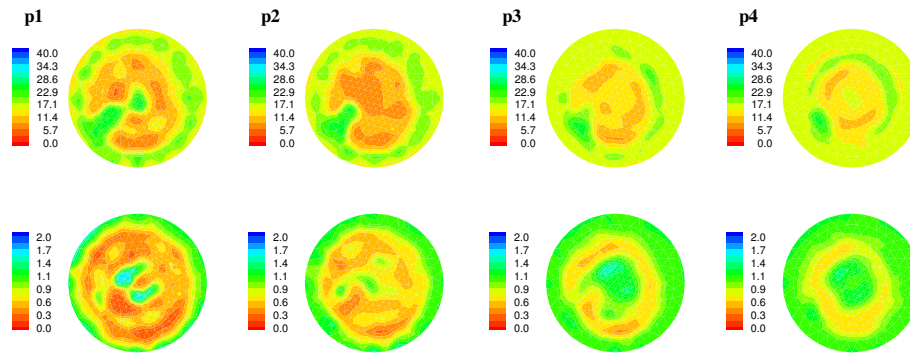 p1 p2 p3 p4
40.0 40.0 40.0 40.0
34.3 34.3 34.3 34.3
28.6 28.6 28.6 28.6
22.9 22.9 22.9 22.9
17.1 17.1 17.1 17.1
11.4 11.4 11.4 11.4
5.7 5.7 5.7 5.7
0.0 0.0 0.0 0.0
2.0 2.0 2.0 2.0
1.7 1.7 1.7 1.7
1.4 1.4 1.4 1.4
1.1 1.1 1.1 1.1
0.9 0.9 0.9 0.9
0.6 0.6 0.6 0.6
0.3 0.3 0.3 0.3
0.0 0.0 0.0 0.0